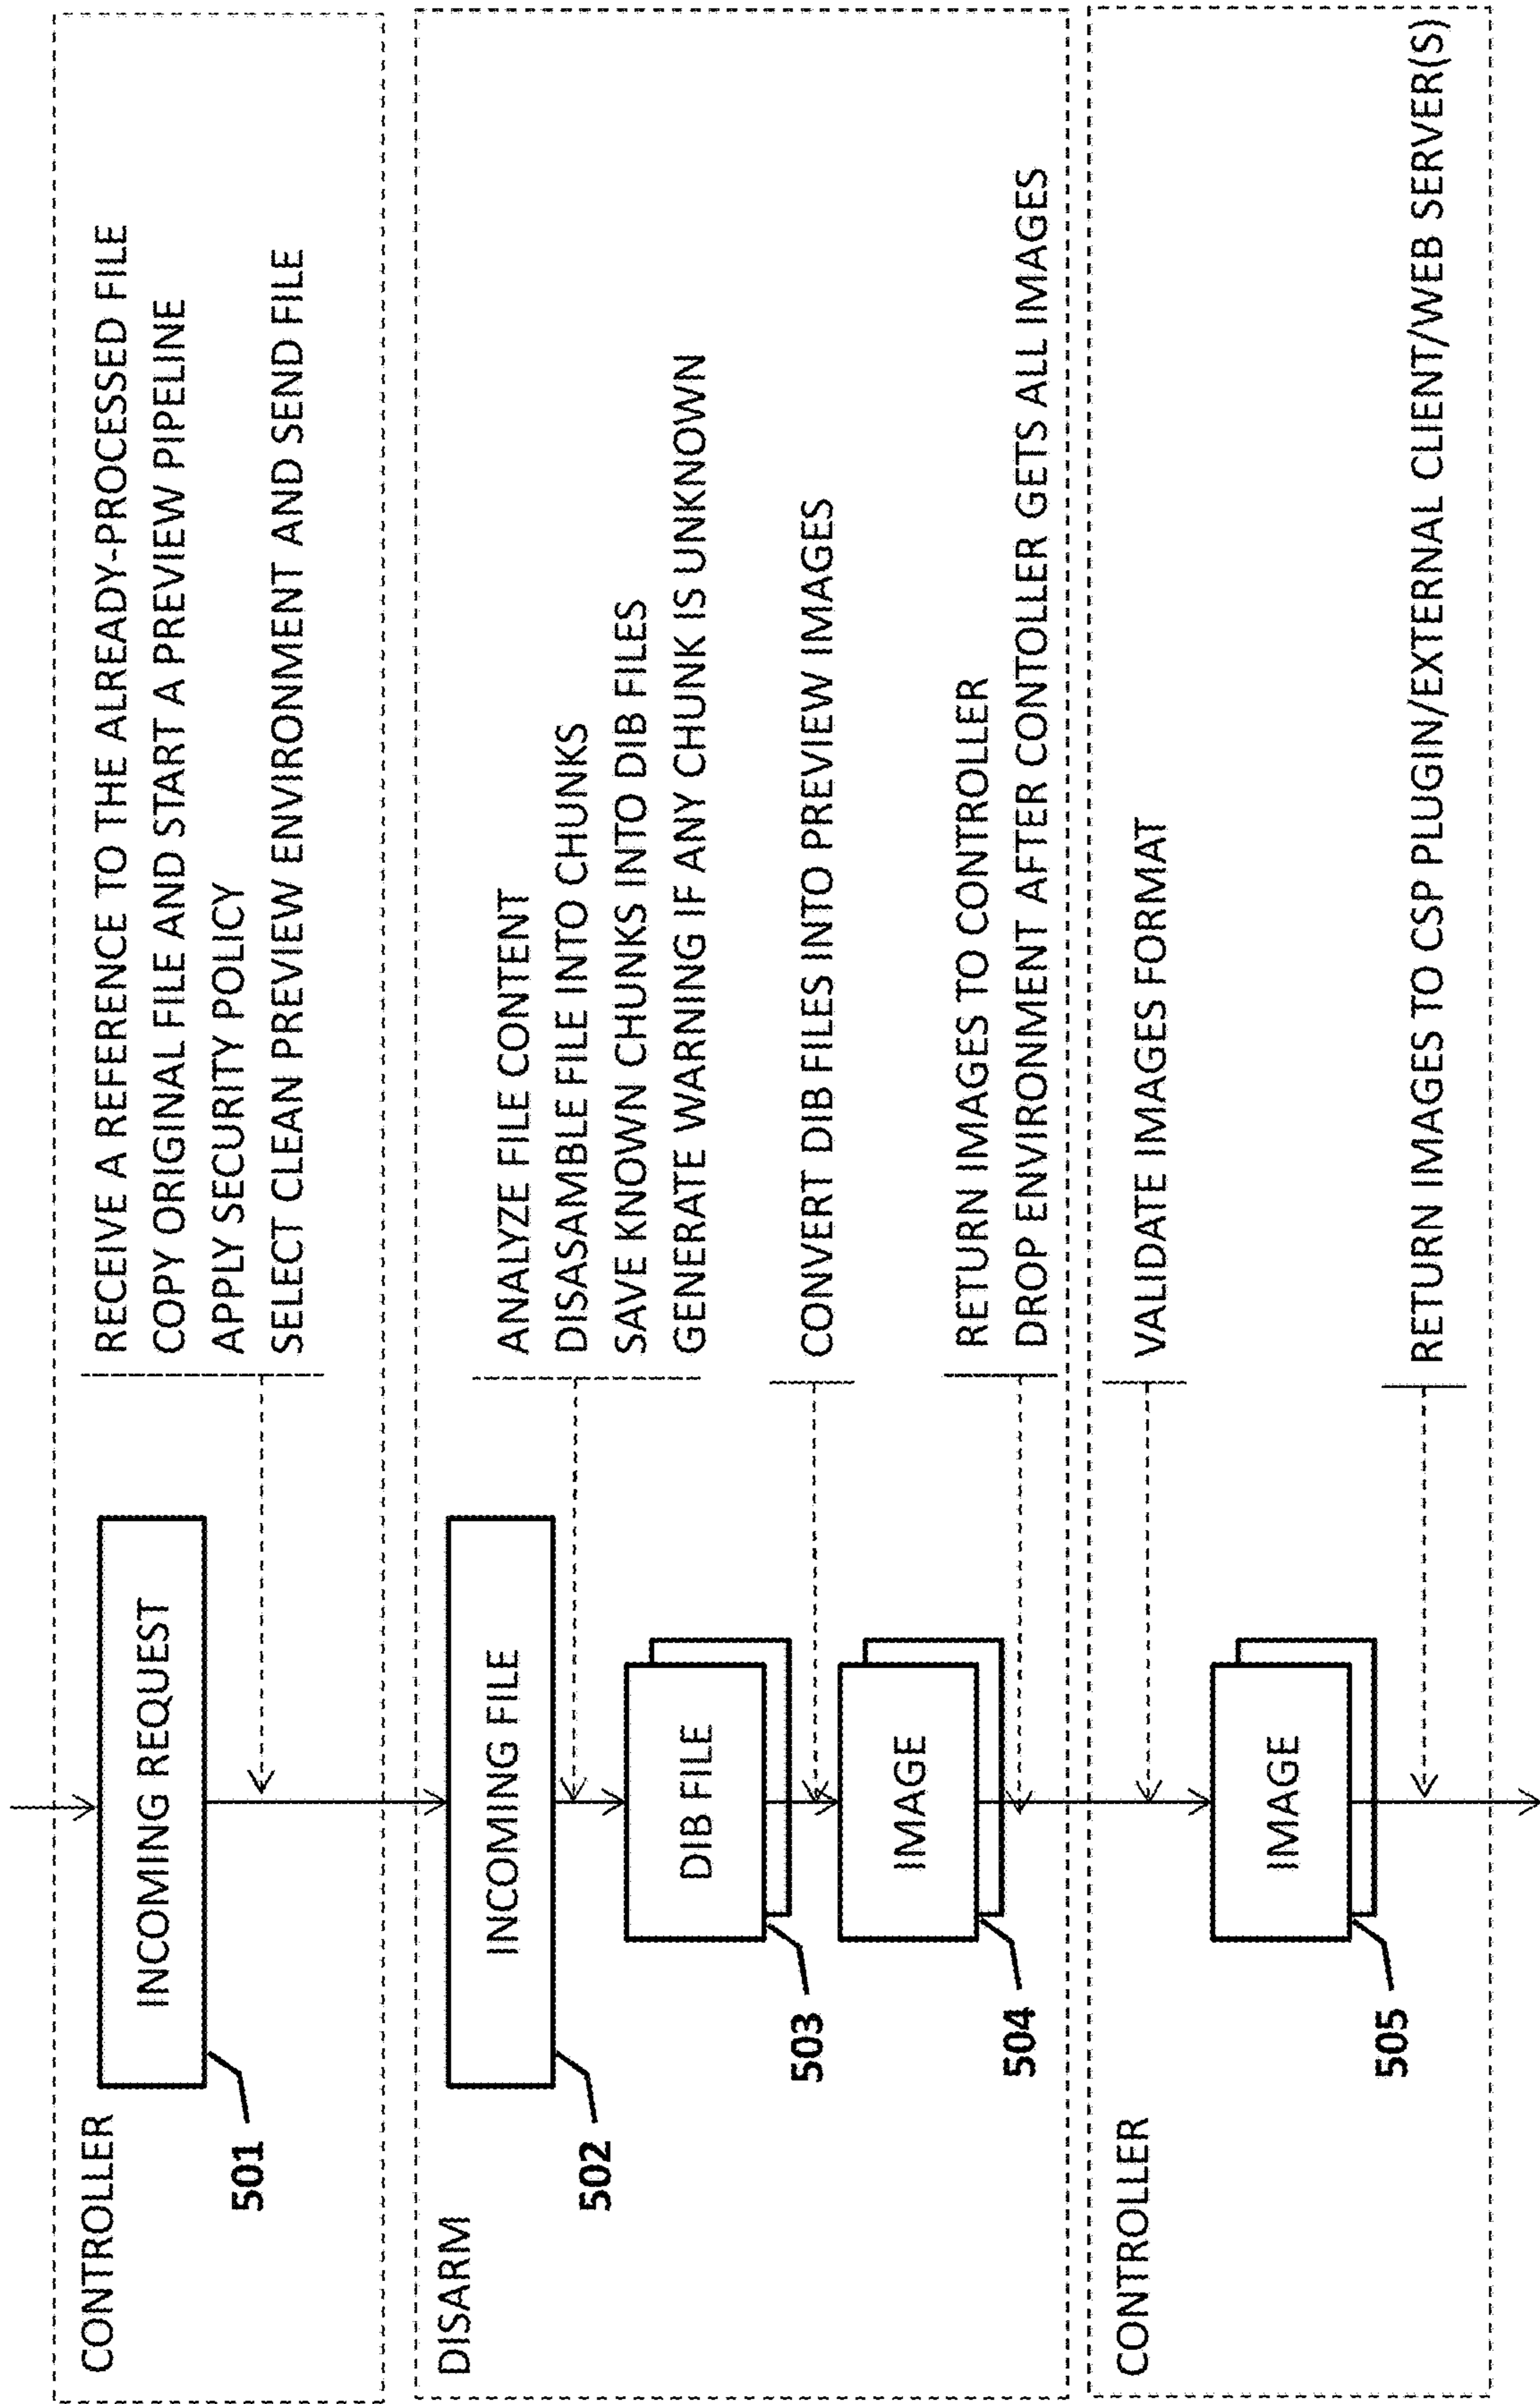 CONTROLLER
INCOMING REQUEST
501
RECEIVE A REFERENCE TO THE ALREADY-PROCESSED FILE
COPY ORIGINAL FILE AND START A PREVIEW PIPELINE
APPLY SECURITY POLICY
SELECT CLEAN PREVIEW ENVIRONMENT AND SEND FILE
DISARM
INCOMING FILE
502
ANALYZE FILE CONTENT
DISASAMBLE FILE INTO CHUNKS
SAVE KNOWN CHUNKS INTO DIB FILES
GENERATE WARNING IF ANY CHUNK IS UNKNOWN
DIB FILE
503
CONVERT DIB FILES INTO PREVIEW IMAGES
IMAGE
504
RETURN IMAGES TO CONTROLLER
DROP ENVIRONMENT AFTER CONTOLLER GETS ALL IMAGES
CONTROLLER
VALIDATE IMAGES FORMAT
IMAGE
505
RETURN IMAGES TO CSP PLUGIN/EXTERNAL CLIENT/WEB SERVER(S)